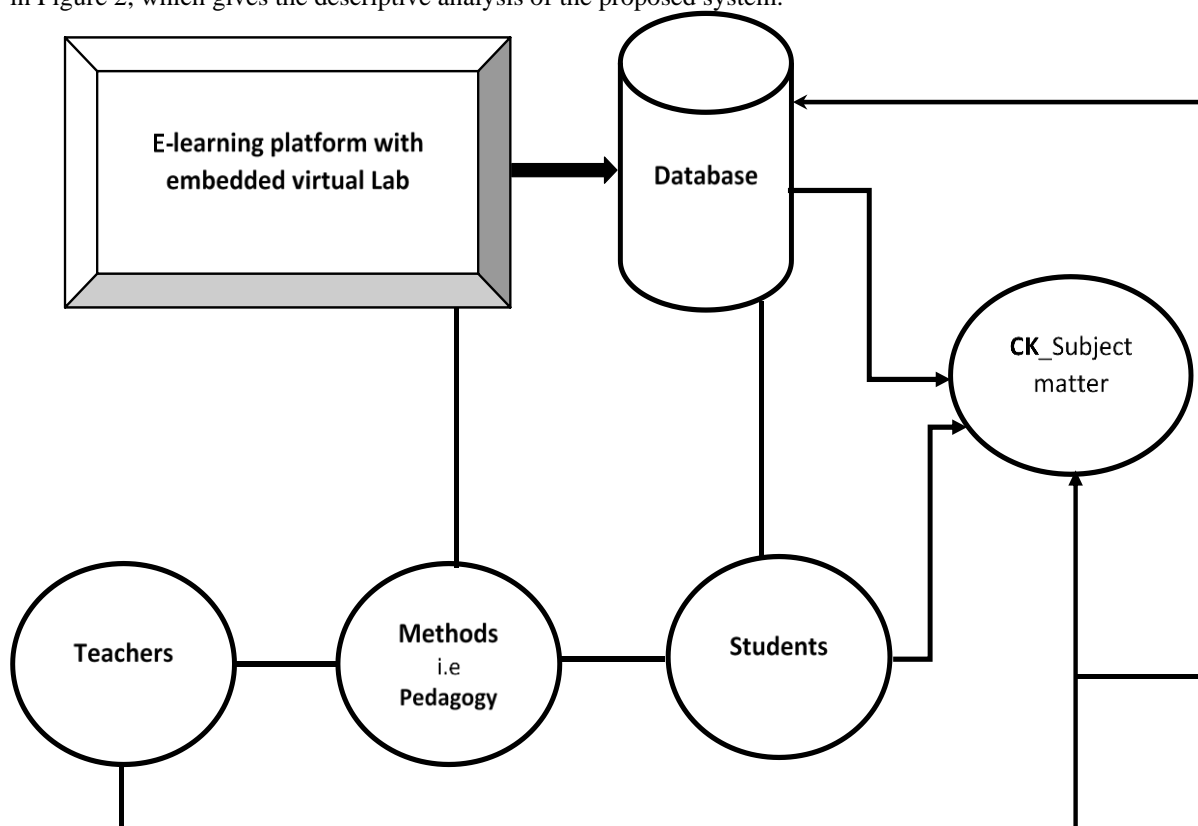 in Figure 2, which gives the descriptive analysis of the proposed system.
E-learning platform with
embedded virtual Lab
Database
CK_Subject
matter
Teachers
Methods
i.e
Pedagogy
Students